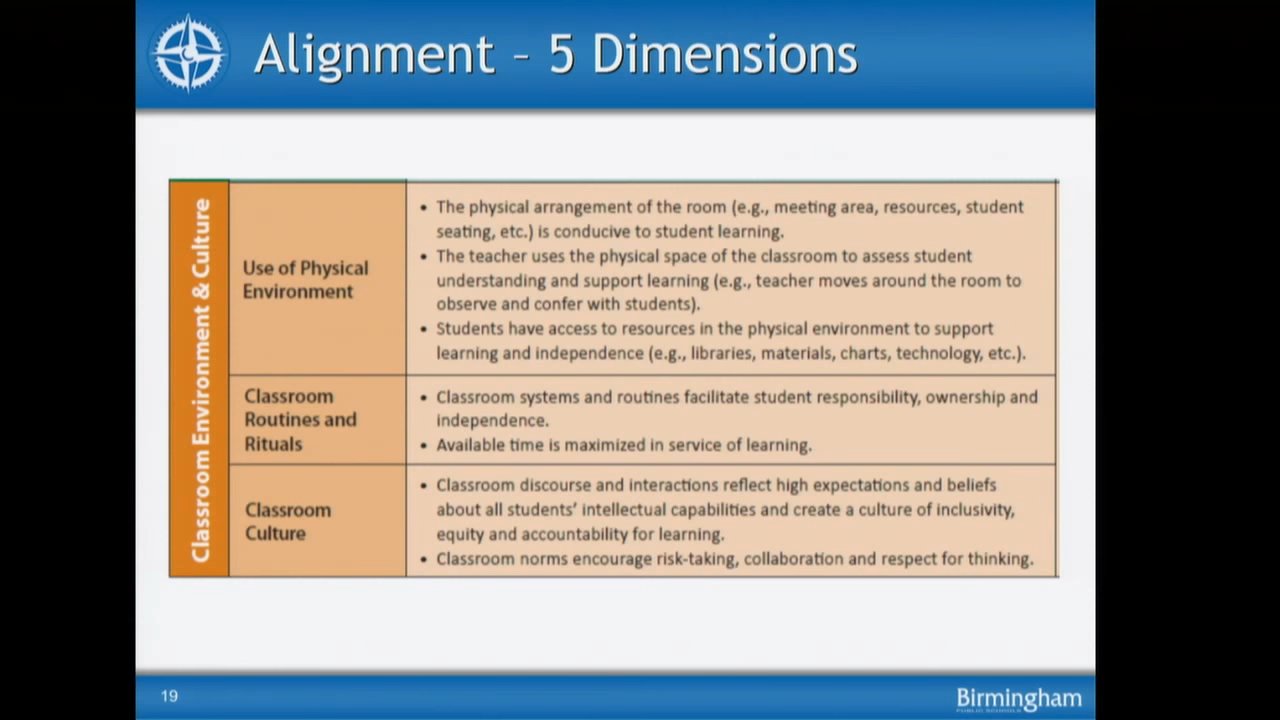 Alignment – 5 Dimensions
Classroom Environment & Culture
Use of Physical
Environment
• The physical arrangement of the room (e.g., meeting area, resources, student
seating, etc.) is conducive to student learning.
• The teacher uses the physical space of the classroom to assess student
understanding and support learning (e.g., teacher moves around the room to
observe and confer with students).
• Students have access to resources in the physical environment to support
learning and independence (e.g., libraries, materials, charts, technology, etc.).
Classroom
Routines and
Rituals
• Classroom systems and routines facilitate student responsibility, ownership and
independence.
• Available time is maximized in service of learning.
Classroom
Culture
• Classroom discourse and interactions reflect high expectations and beliefs
about all students’ intellectual capabilities and create a culture of inclusivity,
equity and accountability for learning.
• Classroom norms encourage risk-taking, collaboration and respect for thinking.
19
Birmingham
PUBLIC SCHOOLS